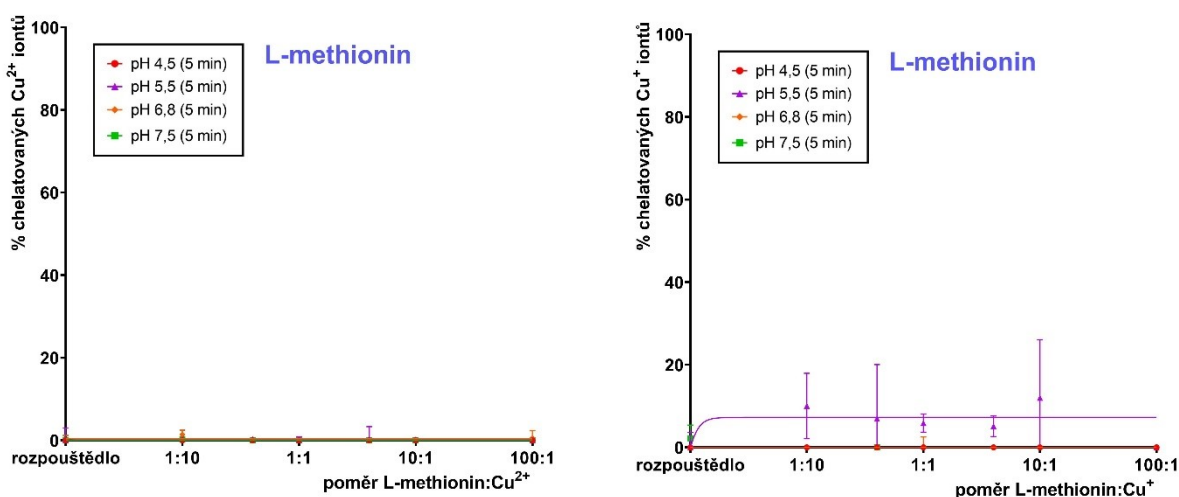 L-methionin
% chelatovaných Cu²⁺ iontů
100
80
60
40
20
0
pH 4,5 (5 min)
pH 5,5 (5 min)
pH 6,8 (5 min)
pH 7,5 (5 min)
rozpouštědlo
1:10
1:1
10:1
100:1
poměr L-methionin:Cu²⁺
L-methionin
% chelatovaných Cu⁺ iontů
100
80
60
40
20
0
pH 4,5 (5 min)
pH 5,5 (5 min)
pH 6,8 (5 min)
pH 7,5 (5 min)
rozpouštědlo
1:10
1:1
10:1
100:1
poměr L-methionin:Cu⁺